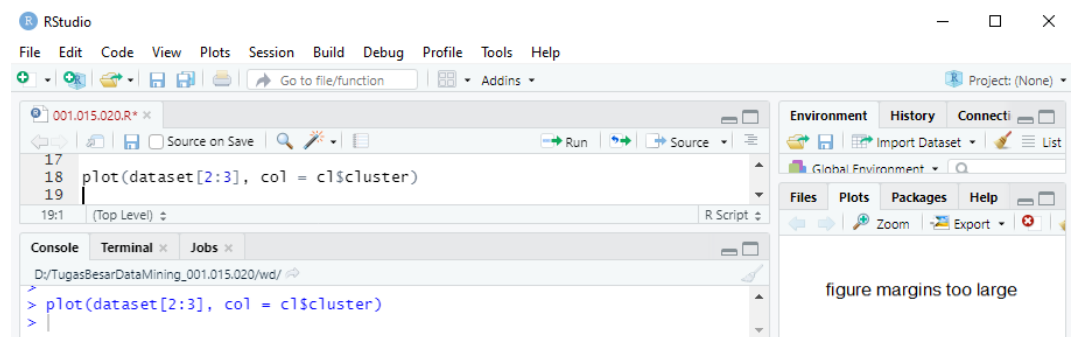 RStudio
File Edit Code View Plots Session Build Debug Profile Tools Help
Go to file/function Addins Project: (None)
001.015.020.R*
Source on Save Run Source
17
18 plot(dataset[2:3], col = cl$cluster)
19
19:1 (Top Level) R Script
Console Terminal Jobs
D:/TugasBesarDataMining_001.015.020/wd/
>
> plot(dataset[2:3], col = cl$cluster)
>
Environment History Connecti
Import Dataset List
Global Environment
Files Plots Packages Help
Zoom Export
figure margins too large